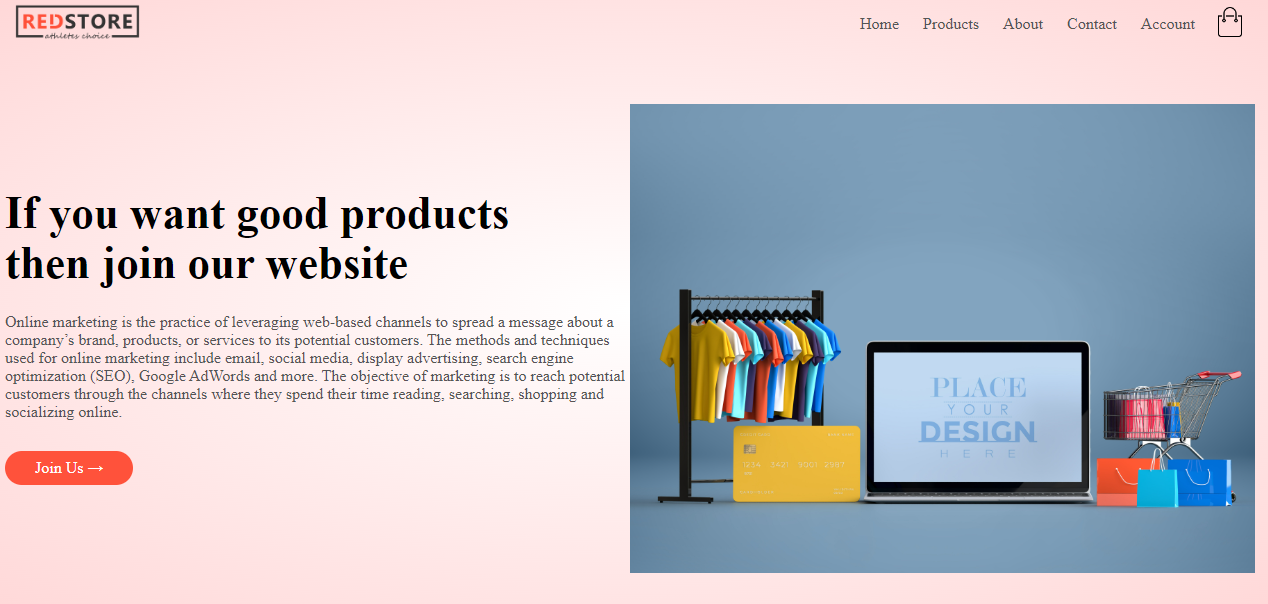 REDSTORE
athletes choice
Home Products About Contact Account
If you want good products
then join our website
Online marketing is the practice of leveraging web-based channels to spread a message about a
company’s brand, products, or services to its potential customers. The methods and techniques
used for online marketing include email, social media, display advertising, search engine
optimization (SEO), Google AdWords and more. The objective of marketing is to reach potential
customers through the channels where they spend their time reading, searching, shopping and
socializing online.
Join Us →
PLACE
YOUR
DESIGN
HERE